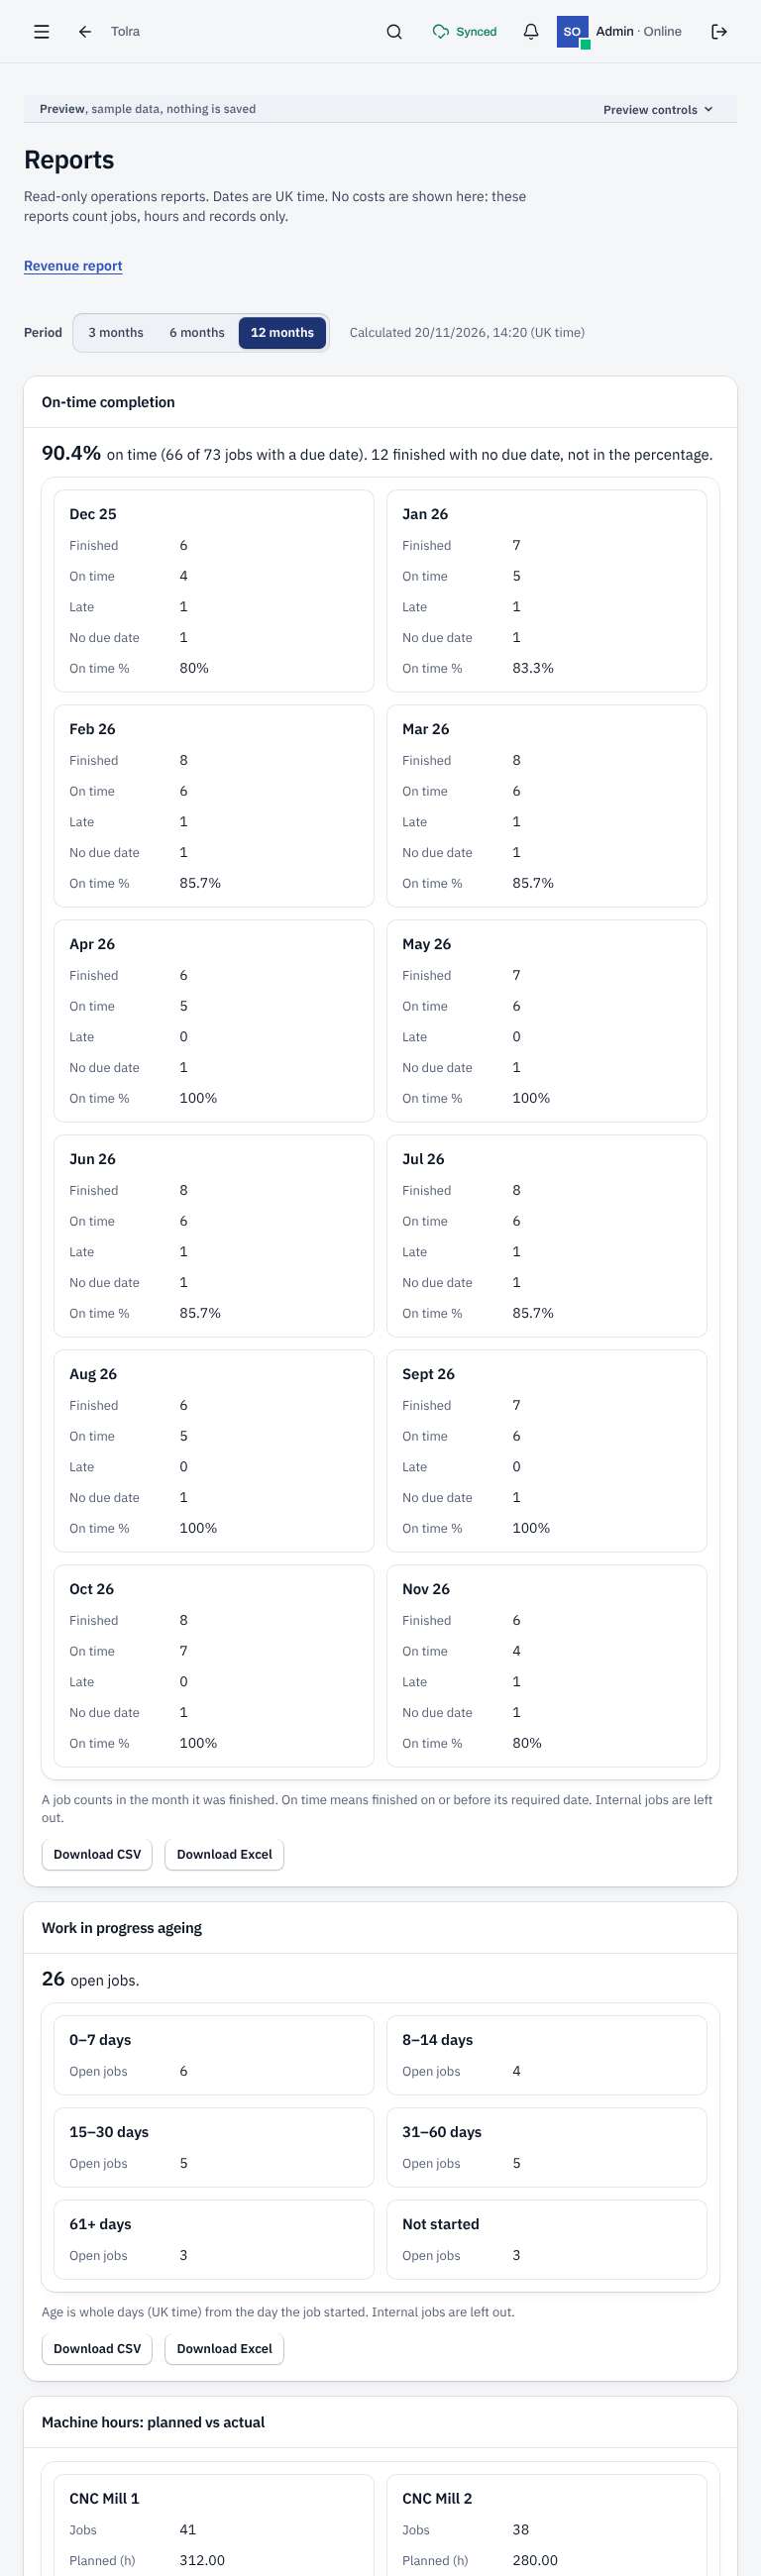 Tolra
Synced
SO
Admin · Online
Preview, sample data, nothing is saved
Preview controls
Reports
Read-only operations reports. Dates are UK time. No costs are shown here: these
reports count jobs, hours and records only.
Revenue report
Period
3 months
6 months
12 months
Calculated 20/11/2026, 14:20 (UK time)
On-time completion
90.4% on time (66 of 73 jobs with a due date). 12 finished with no due date, not in the percentage.
Dec 25
Finished 6
On time 4
Late 1
No due date 1
On time % 80%
Jan 26
Finished 7
On time 5
Late 1
No due date 1
On time % 83.3%
Feb 26
Finished 8
On time 6
Late 1
No due date 1
On time % 85.7%
Mar 26
Finished 8
On time 6
Late 1
No due date 1
On time % 85.7%
Apr 26
Finished 6
On time 5
Late 0
No due date 1
On time % 100%
May 26
Finished 7
On time 6
Late 0
No due date 1
On time % 100%
Jun 26
Finished 8
On time 6
Late 1
No due date 1
On time % 85.7%
Jul 26
Finished 8
On time 6
Late 1
No due date 1
On time % 85.7%
Aug 26
Finished 6
On time 5
Late 0
No due date 1
On time % 100%
Sept 26
Finished 7
On time 6
Late 0
No due date 1
On time % 100%
Oct 26
Finished 8
On time 7
Late 0
No due date 1
On time % 100%
Nov 26
Finished 6
On time 4
Late 1
No due date 1
On time % 80%
A job counts in the month it was finished. On time means finished on or before its required date. Internal jobs are left
out.
Download CSV
Download Excel
Work in progress ageing
26 open jobs.
0–7 days
Open jobs 6
8–14 days
Open jobs 4
15–30 days
Open jobs 5
31–60 days
Open jobs 5
61+ days
Open jobs 3
Not started
Open jobs 3
Age is whole days (UK time) from the day the job started. Internal jobs are left out.
Download CSV
Download Excel
Machine hours: planned vs actual
CNC Mill 1
Jobs 41
Planned (h) 312.00
CNC Mill 2
Jobs 38
Planned (h) 280.00